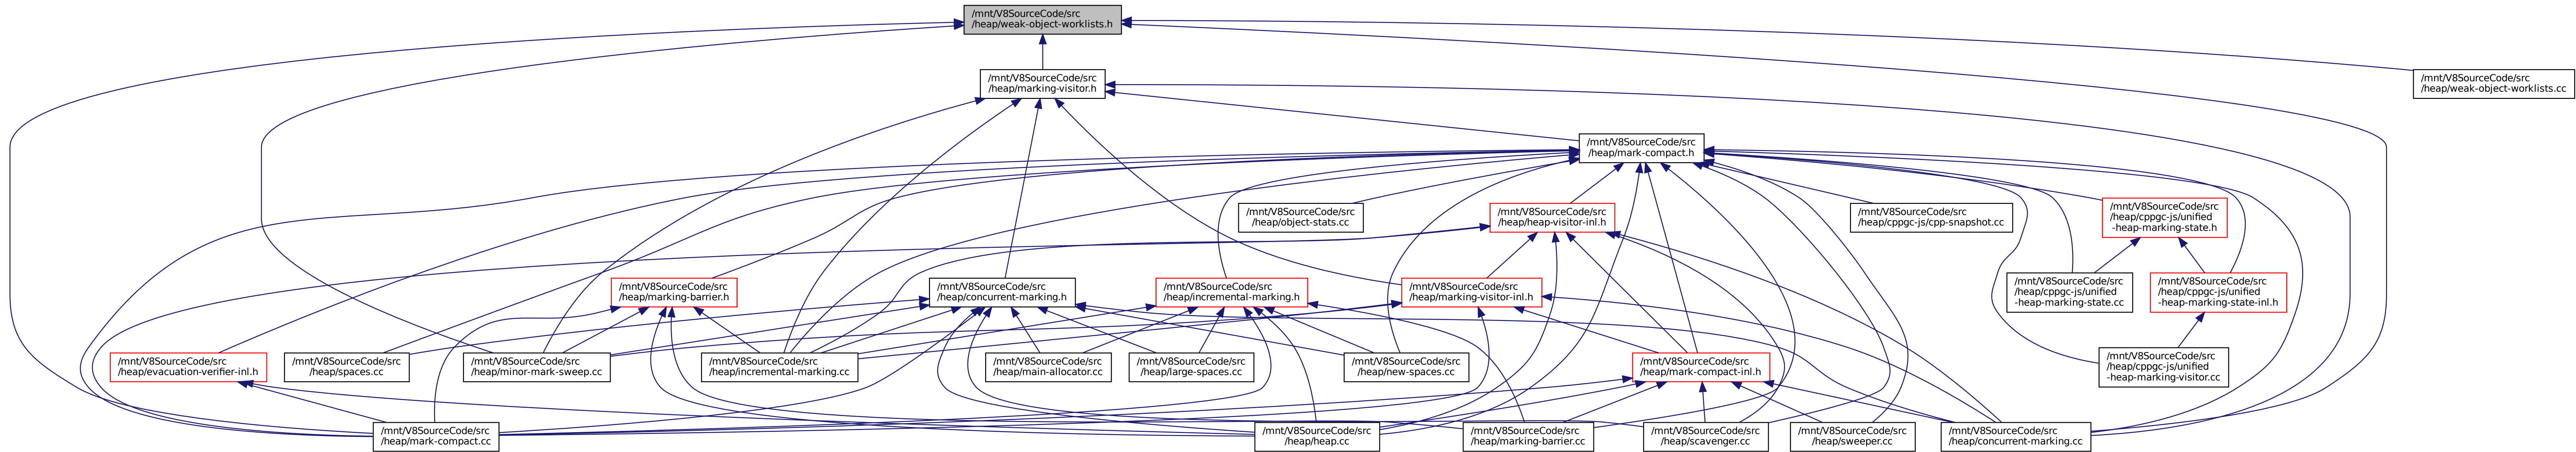 /mnt/V8SourceCode/src
/heap/weak-object-worklists.h
/mnt/V8SourceCode/src
/heap/marking-visitor.h
/mnt/V8SourceCode/src
/heap/weak-object-worklists.cc
/mnt/V8SourceCode/src
/heap/mark-compact.h
/mnt/V8SourceCode/src
/heap/object-stats.cc
/mnt/V8SourceCode/src
/heap/heap-visitor-inl.h
/mnt/V8SourceCode/src
/heap/cppgc-js/cpp-snapshot.cc
/mnt/V8SourceCode/src
/heap/cppgc-js/unified
-heap-marking-state.h
/mnt/V8SourceCode/src
/heap/marking-barrier.h
/mnt/V8SourceCode/src
/heap/concurrent-marking.h
/mnt/V8SourceCode/src
/heap/incremental-marking.h
/mnt/V8SourceCode/src
/heap/marking-visitor-inl.h
/mnt/V8SourceCode/src
/heap/cppgc-js/unified
-heap-marking-state.cc
/mnt/V8SourceCode/src
/heap/cppgc-js/unified
-heap-marking-state-inl.h
/mnt/V8SourceCode/src
/heap/evacuation-verifier-inl.h
/mnt/V8SourceCode/src
/heap/spaces.cc
/mnt/V8SourceCode/src
/heap/minor-mark-sweep.cc
/mnt/V8SourceCode/src
/heap/incremental-marking.cc
/mnt/V8SourceCode/src
/heap/main-allocator.cc
/mnt/V8SourceCode/src
/heap/large-spaces.cc
/mnt/V8SourceCode/src
/heap/new-spaces.cc
/mnt/V8SourceCode/src
/heap/mark-compact-inl.h
/mnt/V8SourceCode/src
/heap/cppgc-js/unified
-heap-marking-visitor.cc
/mnt/V8SourceCode/src
/heap/mark-compact.cc
/mnt/V8SourceCode/src
/heap/heap.cc
/mnt/V8SourceCode/src
/heap/marking-barrier.cc
/mnt/V8SourceCode/src
/heap/scavenger.cc
/mnt/V8SourceCode/src
/heap/sweeper.cc
/mnt/V8SourceCode/src
/heap/concurrent-marking.cc